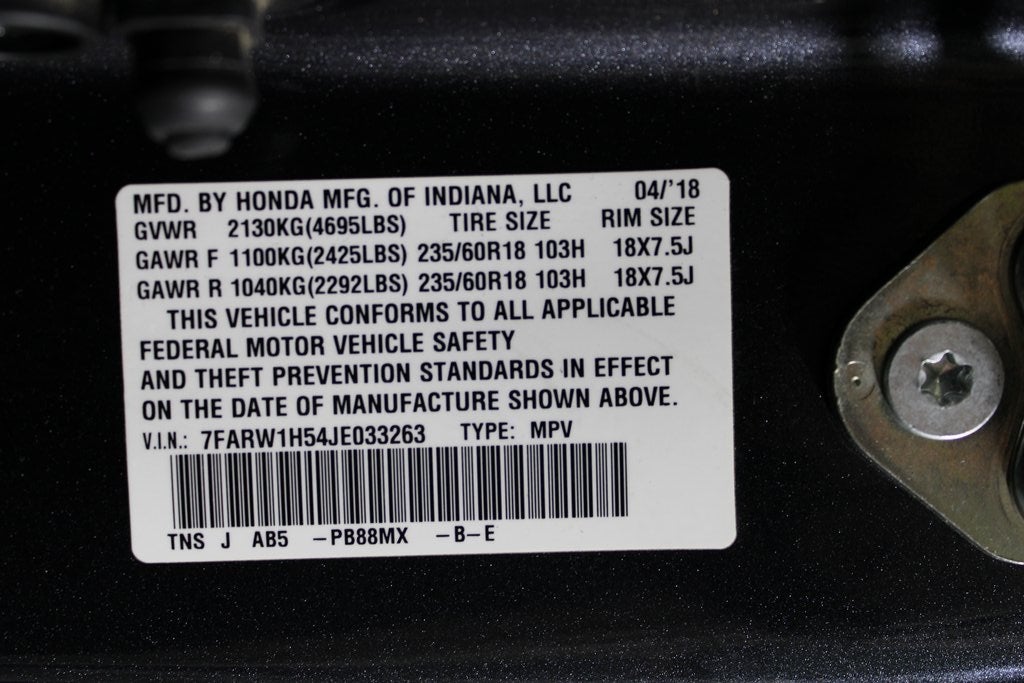 MFD. BY HONDA MFG. OF INDIANA, LLC 04/'18
GVWR 2130KG(4695LBS) TIRE SIZE RIM SIZE
GAWR F 1100KG(2425LBS) 235/60R18 103H 18X7.5J
GAWR R 1040KG(2292LBS) 235/60R18 103H 18X7.5J
THIS VEHICLE CONFORMS TO ALL APPLICABLE
FEDERAL MOTOR VEHICLE SAFETY
AND THEFT PREVENTION STANDARDS IN EFFECT
ON THE DATE OF MANUFACTURE SHOWN ABOVE.
V.I.N.: 7FARW1H54JE033263 TYPE: MPV
TNS J AB5 –PB88MX –B–E